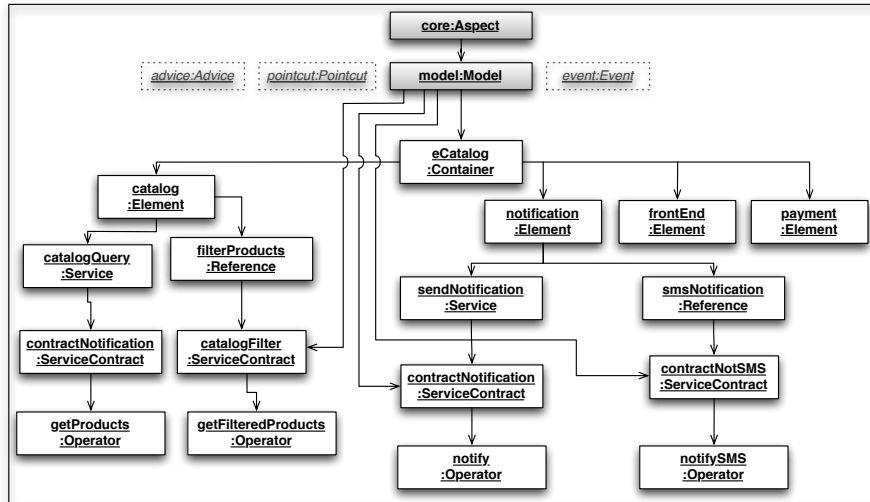 core:Aspect
advice:Advice
pointcut:Pointcut
model:Model
event:Event
eCatalog
:Container
catalog
:Element
notification
:Element
frontEnd
:Element
payment
:Element
catalogQuery
:Service
filterProducts
:Reference
sendNotification
:Service
smsNotification
:Reference
contractNotification
:ServiceContract
catalogFilter
:ServiceContract
contractNotification
:ServiceContract
contractNotSMS
:ServiceContract
getProducts
:Operator
getFilteredProducts
:Operator
notify
:Operator
notifySMS
:Operator